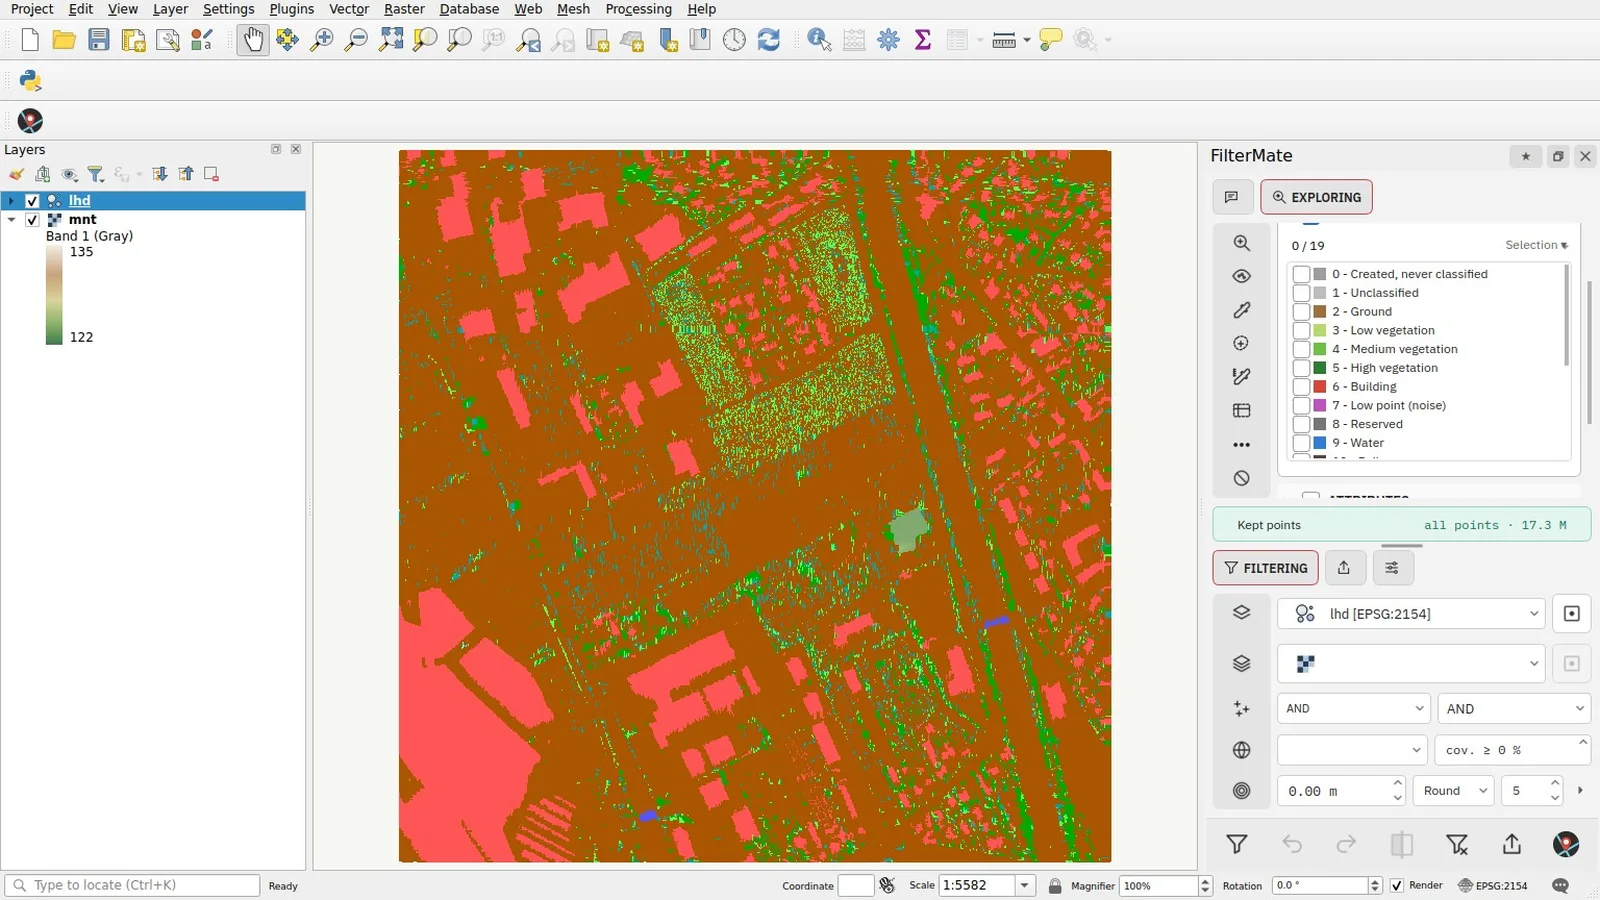 Project Edit View Layer Settings Plugins Vector Raster Database Web Mesh Processing Help
Layers
lhd
mnt
Band 1 (Gray)
135
122
FilterMate
EXPLORING
0 / 19
Selection
0 - Created, never classified
1 - Unclassified
2 - Ground
3 - Low vegetation
4 - Medium vegetation
5 - High vegetation
6 - Building
7 - Low point (noise)
8 - Reserved
9 - Water
Kept points all points · 17.3 M
FILTERING
lhd [EPSG:2154]
AND AND
cov. ≥ 0 %
0.00 m Round 5
Type to locate (Ctrl+K) Ready Coordinate Scale 1:5582 Magnifier 100% Rotation 0.0 ° Render EPSG:2154